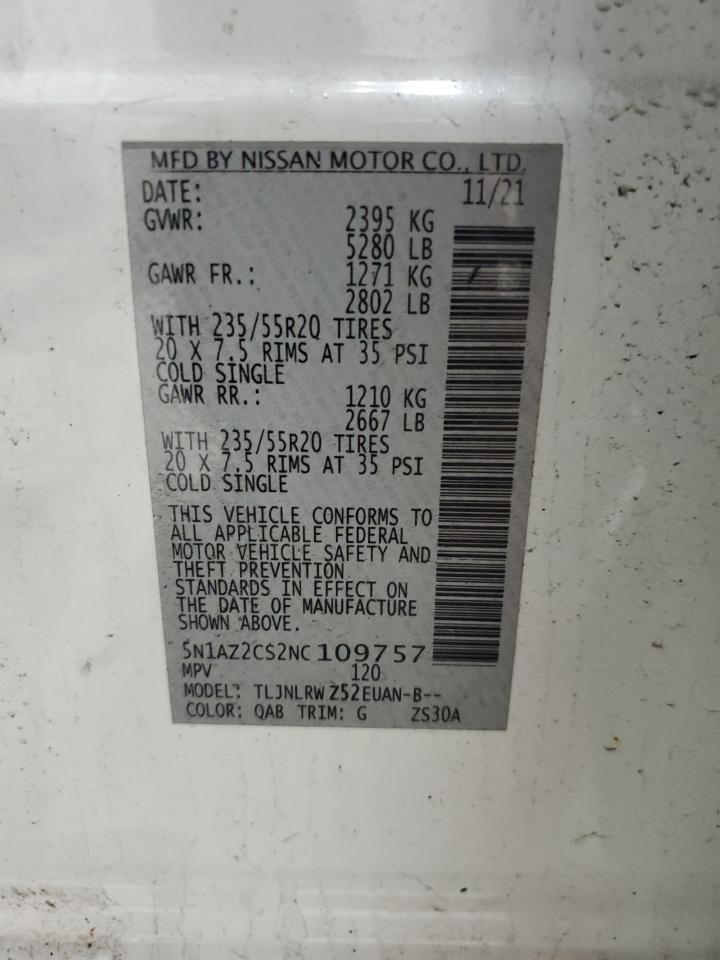 MFD BY NISSAN MOTOR CO., LTD.
DATE: 11/21
GVWR: 2395 KG
5280 LB
GAWR FR.: 1271 KG
2802 LB
WITH 235/55R20 TIRES
20 X 7.5 RIMS AT 35 PSI
COLD SINGLE
GAWR RR.: 1210 KG
2667 LB
WITH 235/55R20 TIRES
20 X 7.5 RIMS AT 35 PSI
COLD SINGLE
THIS VEHICLE CONFORMS TO
ALL APPLICABLE FEDERAL
MOTOR VEHICLE SAFETY AND
THEFT PREVENTION
STANDARDS IN EFFECT ON
THE DATE OF MANUFACTURE
SHOWN ABOVE.
5N1AZ2CS2NC109757
MPV 120
MODEL: TLJNLRW Z52EUAN-B--
COLOR: QAB TRIM: G ZS30A